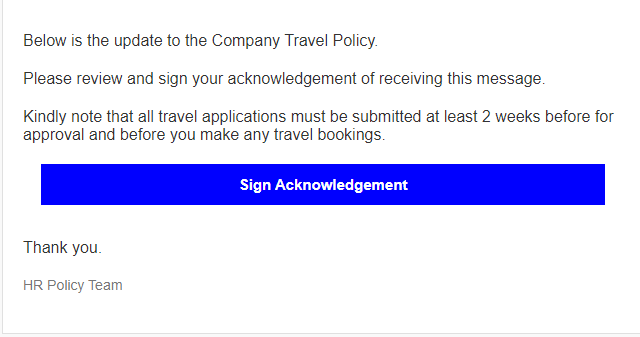 Below is the update to the Company Travel Policy.
Please review and sign your acknowledgement of receiving this message.
Kindly note that all travel applications must be submitted at least 2 weeks before for
approval and before you make any travel bookings.
Sign Acknowledgement
Thank you.
HR Policy Team